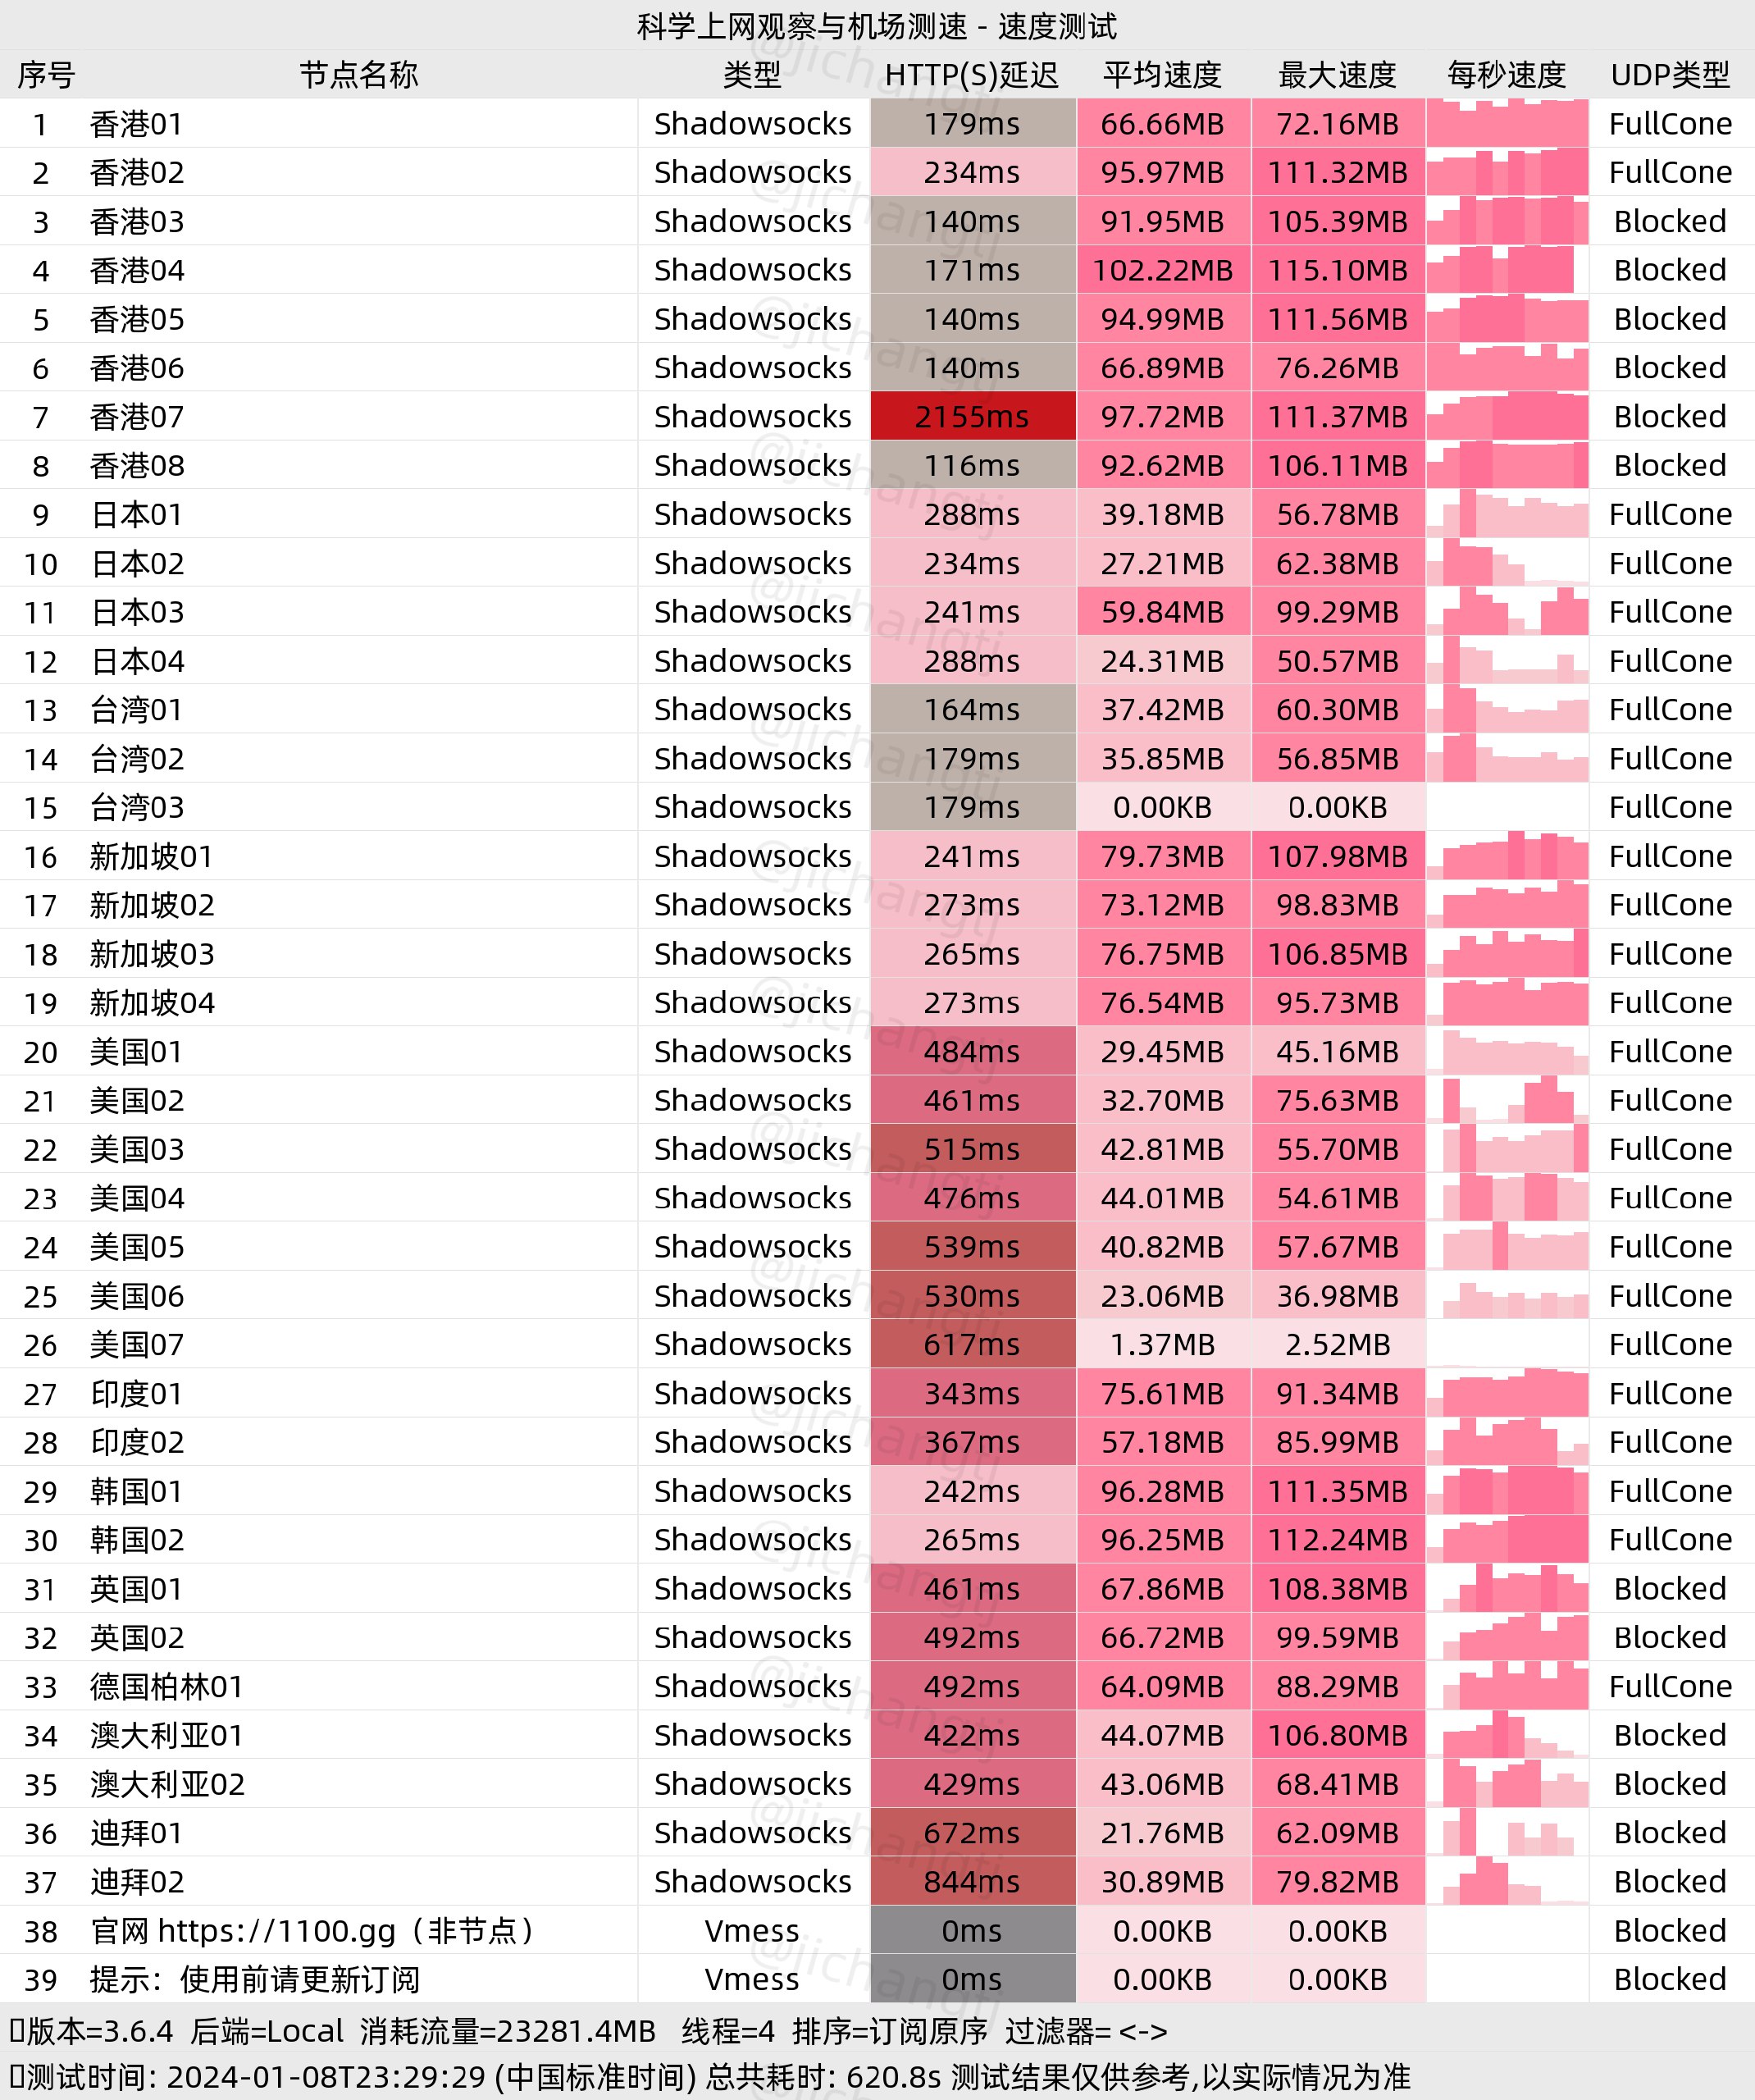 科学上网观察与机场测速 - 速度测试
序号 节点名称 类型 HTTP(S)延迟 平均速度 最大速度 每秒速度 UDP类型
1 香港01 Shadowsocks 179ms 66.66MB 72.16MB FullCone
2 香港02 Shadowsocks 234ms 95.97MB 111.32MB FullCone
3 香港03 Shadowsocks 140ms 91.95MB 105.39MB Blocked
4 香港04 Shadowsocks 171ms 102.22MB 115.10MB Blocked
5 香港05 Shadowsocks 140ms 94.99MB 111.56MB Blocked
6 香港06 Shadowsocks 140ms 66.89MB 76.26MB Blocked
7 香港07 Shadowsocks 2155ms 97.72MB 111.37MB Blocked
8 香港08 Shadowsocks 116ms 92.62MB 106.11MB Blocked
9 日本01 Shadowsocks 288ms 39.18MB 56.78MB FullCone
10 日本02 Shadowsocks 234ms 27.21MB 62.38MB FullCone
11 日本03 Shadowsocks 241ms 59.84MB 99.29MB FullCone
12 日本04 Shadowsocks 288ms 24.31MB 50.57MB FullCone
13 台湾01 Shadowsocks 164ms 37.42MB 60.30MB FullCone
14 台湾02 Shadowsocks 179ms 35.85MB 56.85MB FullCone
15 台湾03 Shadowsocks 179ms 0.00KB 0.00KB FullCone
16 新加坡01 Shadowsocks 241ms 79.73MB 107.98MB FullCone
17 新加坡02 Shadowsocks 273ms 73.12MB 98.83MB FullCone
18 新加坡03 Shadowsocks 265ms 76.75MB 106.85MB FullCone
19 新加坡04 Shadowsocks 273ms 76.54MB 95.73MB FullCone
20 美国01 Shadowsocks 484ms 29.45MB 45.16MB FullCone
21 美国02 Shadowsocks 461ms 32.70MB 75.63MB FullCone
22 美国03 Shadowsocks 515ms 42.81MB 55.70MB FullCone
23 美国04 Shadowsocks 476ms 44.01MB 54.61MB FullCone
24 美国05 Shadowsocks 539ms 40.82MB 57.67MB FullCone
25 美国06 Shadowsocks 530ms 23.06MB 36.98MB FullCone
26 美国07 Shadowsocks 617ms 1.37MB 2.52MB FullCone
27 印度01 Shadowsocks 343ms 75.61MB 91.34MB FullCone
28 印度02 Shadowsocks 367ms 57.18MB 85.99MB FullCone
29 韩国01 Shadowsocks 242ms 96.28MB 111.35MB FullCone
30 韩国02 Shadowsocks 265ms 96.25MB 112.24MB FullCone
31 英国01 Shadowsocks 461ms 67.86MB 108.38MB Blocked
32 英国02 Shadowsocks 492ms 66.72MB 99.59MB Blocked
33 德国柏林01 Shadowsocks 492ms 64.09MB 88.29MB FullCone
34 澳大利亚01 Shadowsocks 422ms 44.07MB 106.80MB Blocked
35 澳大利亚02 Shadowsocks 429ms 43.06MB 68.41MB Blocked
36 迪拜01 Shadowsocks 672ms 21.76MB 62.09MB Blocked
37 迪拜02 Shadowsocks 844ms 30.89MB 79.82MB Blocked
38 官网 https://1100.gg（非节点） Vmess 0ms 0.00KB 0.00KB Blocked
39 提示：使用前请更新订阅 Vmess 0ms 0.00KB 0.00KB Blocked
版本=3.6.4 后端=Local 消耗流量=23281.4MB 线程=4 排序=订阅原序 过滤器= <->
测试时间: 2024-01-08T23:29:29 (中国标准时间) 总共耗时: 620.8s 测试结果仅供参考,以实际情况为准
@jichangtj